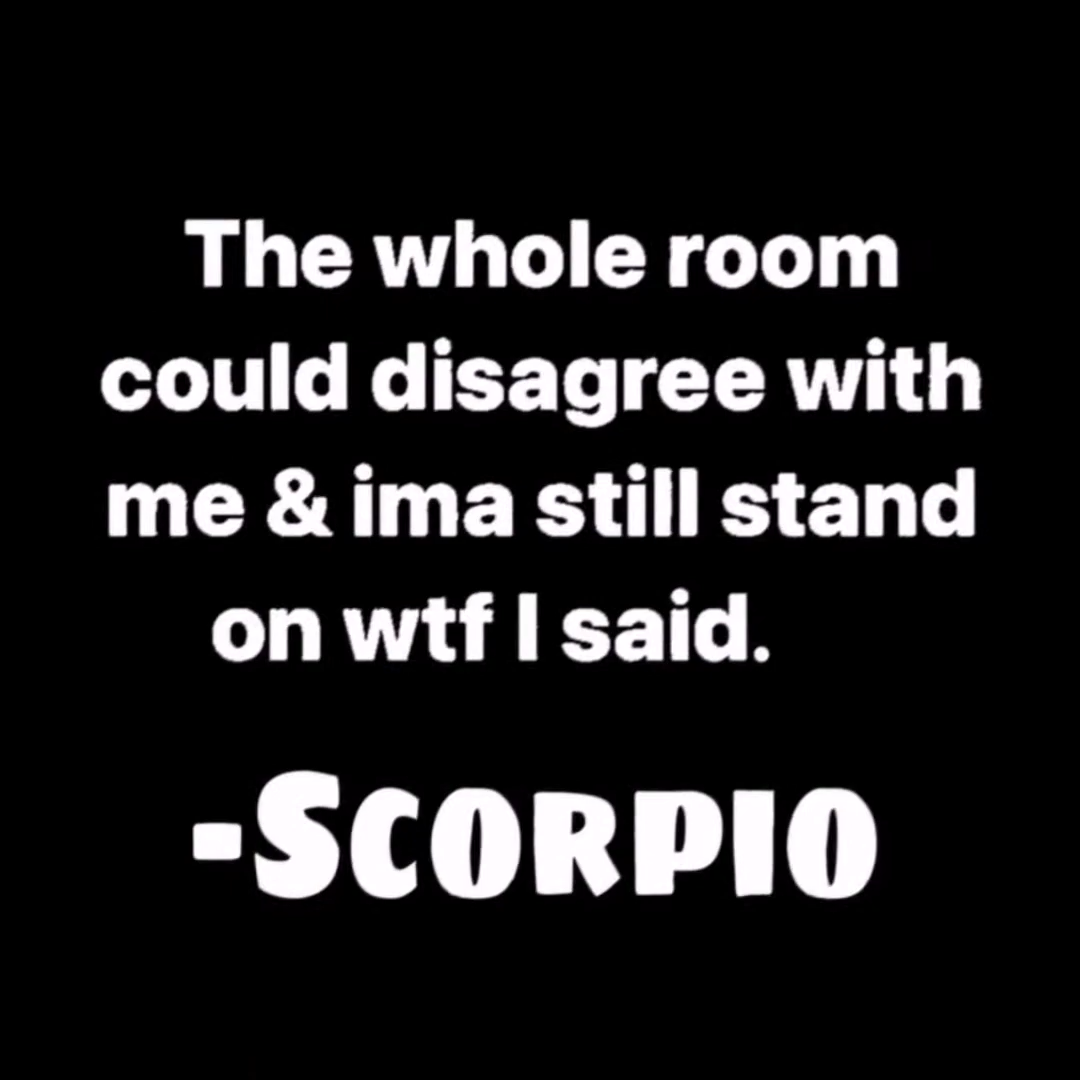 The whole room
could disagree with
me & ima still stand
on wtf I said.
-Scorpio